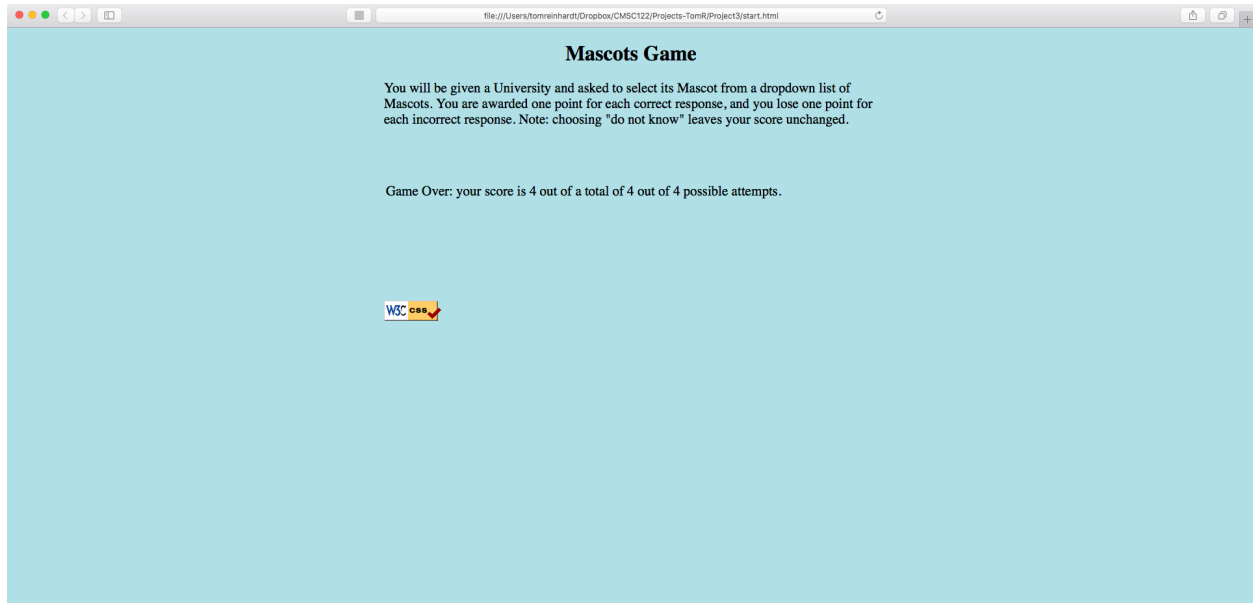 file:///Users/tomreinhardt/Dropbox/CMSC122/Projects-TomR/Project3/start.html
Mascots Game
You will be given a University and asked to select its Mascot from a dropdown list of
Mascots. You are awarded one point for each correct response, and you lose one point for
each incorrect response. Note: choosing "do not know" leaves your score unchanged.
Game Over: your score is 4 out of a total of 4 out of 4 possible attempts.
W3C css